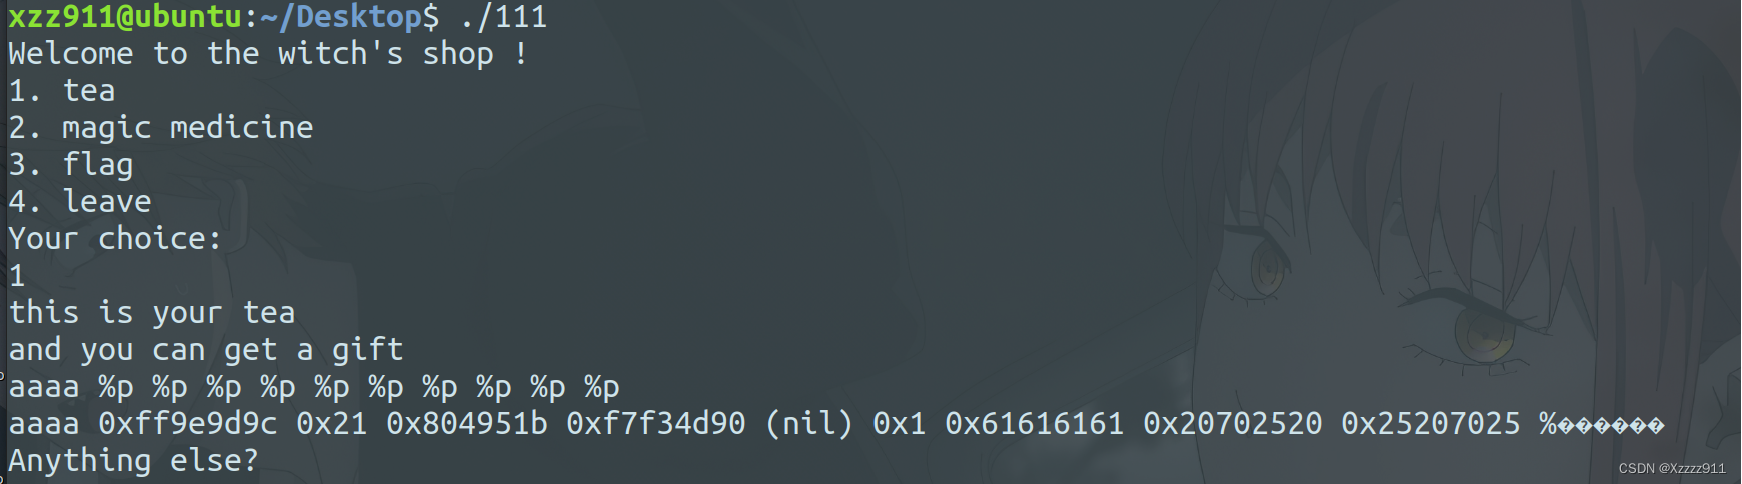 xzz911@ubuntu:~/Desktop$ ./111
Welcome to the witch's shop !
1. tea
2. magic medicine
3. flag
4. leave
Your choice:
1
this is your tea
and you can get a gift
aaaa %p %p %p %p %p %p %p %p %p %p
aaaa 0xff9e9d9c 0x21 0x804951b 0xf7f34d90 (nil) 0x1 0x61616161 0x20702520 0x25207025 %������
Anything else?
CSDN @Xzzzz911